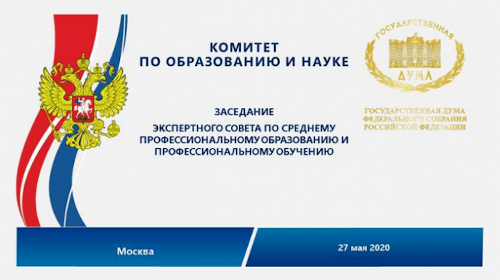 КОМИТЕТ
ПО ОБРАЗОВАНИЮ И НАУКЕ
ГОСУДАРСТВЕННАЯ
ДУМА
ГОСУДАРСТВЕННАЯ ДУМА
ФЕДЕРАЛЬНОГО СОБРАНИЯ
РОССИЙСКОЙ ФЕДЕРАЦИИ
ЗАСЕДАНИЕ
ЭКСПЕРТНОГО СОВЕТА ПО СРЕДНЕМУ
ПРОФЕССИОНАЛЬНОМУ ОБРАЗОВАНИЮ И
ПРОФЕССИОНАЛЬНОМУ ОБУЧЕНИЮ
Москва
27 мая 2020